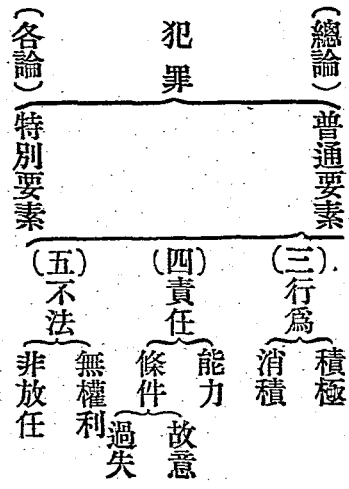 犯罪
（總論）
普通要素
（三）行爲
積極
消積
（四）責任
能力
條件
故意
過失
（五）不法
無權利
非放任
（各論）
特別要素